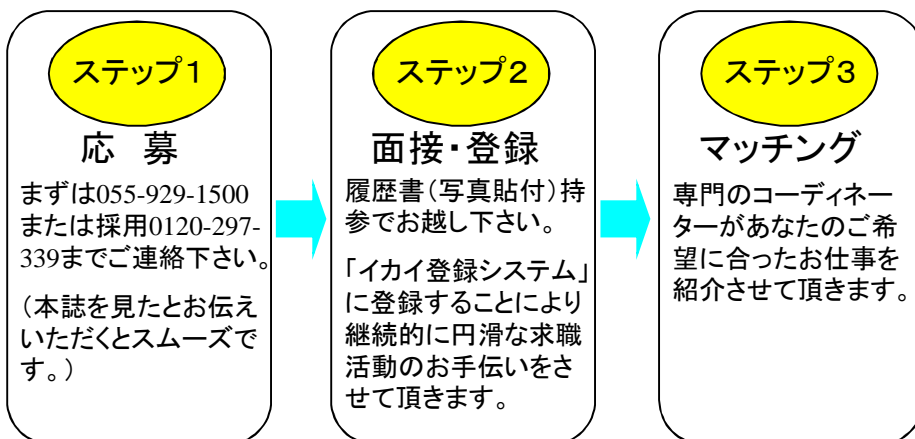 ステップ1
応　募
まずは055-929-1500
または採用0120-297-
339までご連絡下さい。
（本誌を見たとお伝え
いただくとスムーズで
す。）
ステップ2
面接・登録
履歴書（写真貼付）持
参でお越し下さい。
「イカイ登録システム」
に登録することにより
継続的に円滑な求職
活動のお手伝いをさ
せて頂きます。
ステップ3
マッチング
専門のコーディネー
ターがあなたのご希
望に合ったお仕事を
紹介させて頂きます。